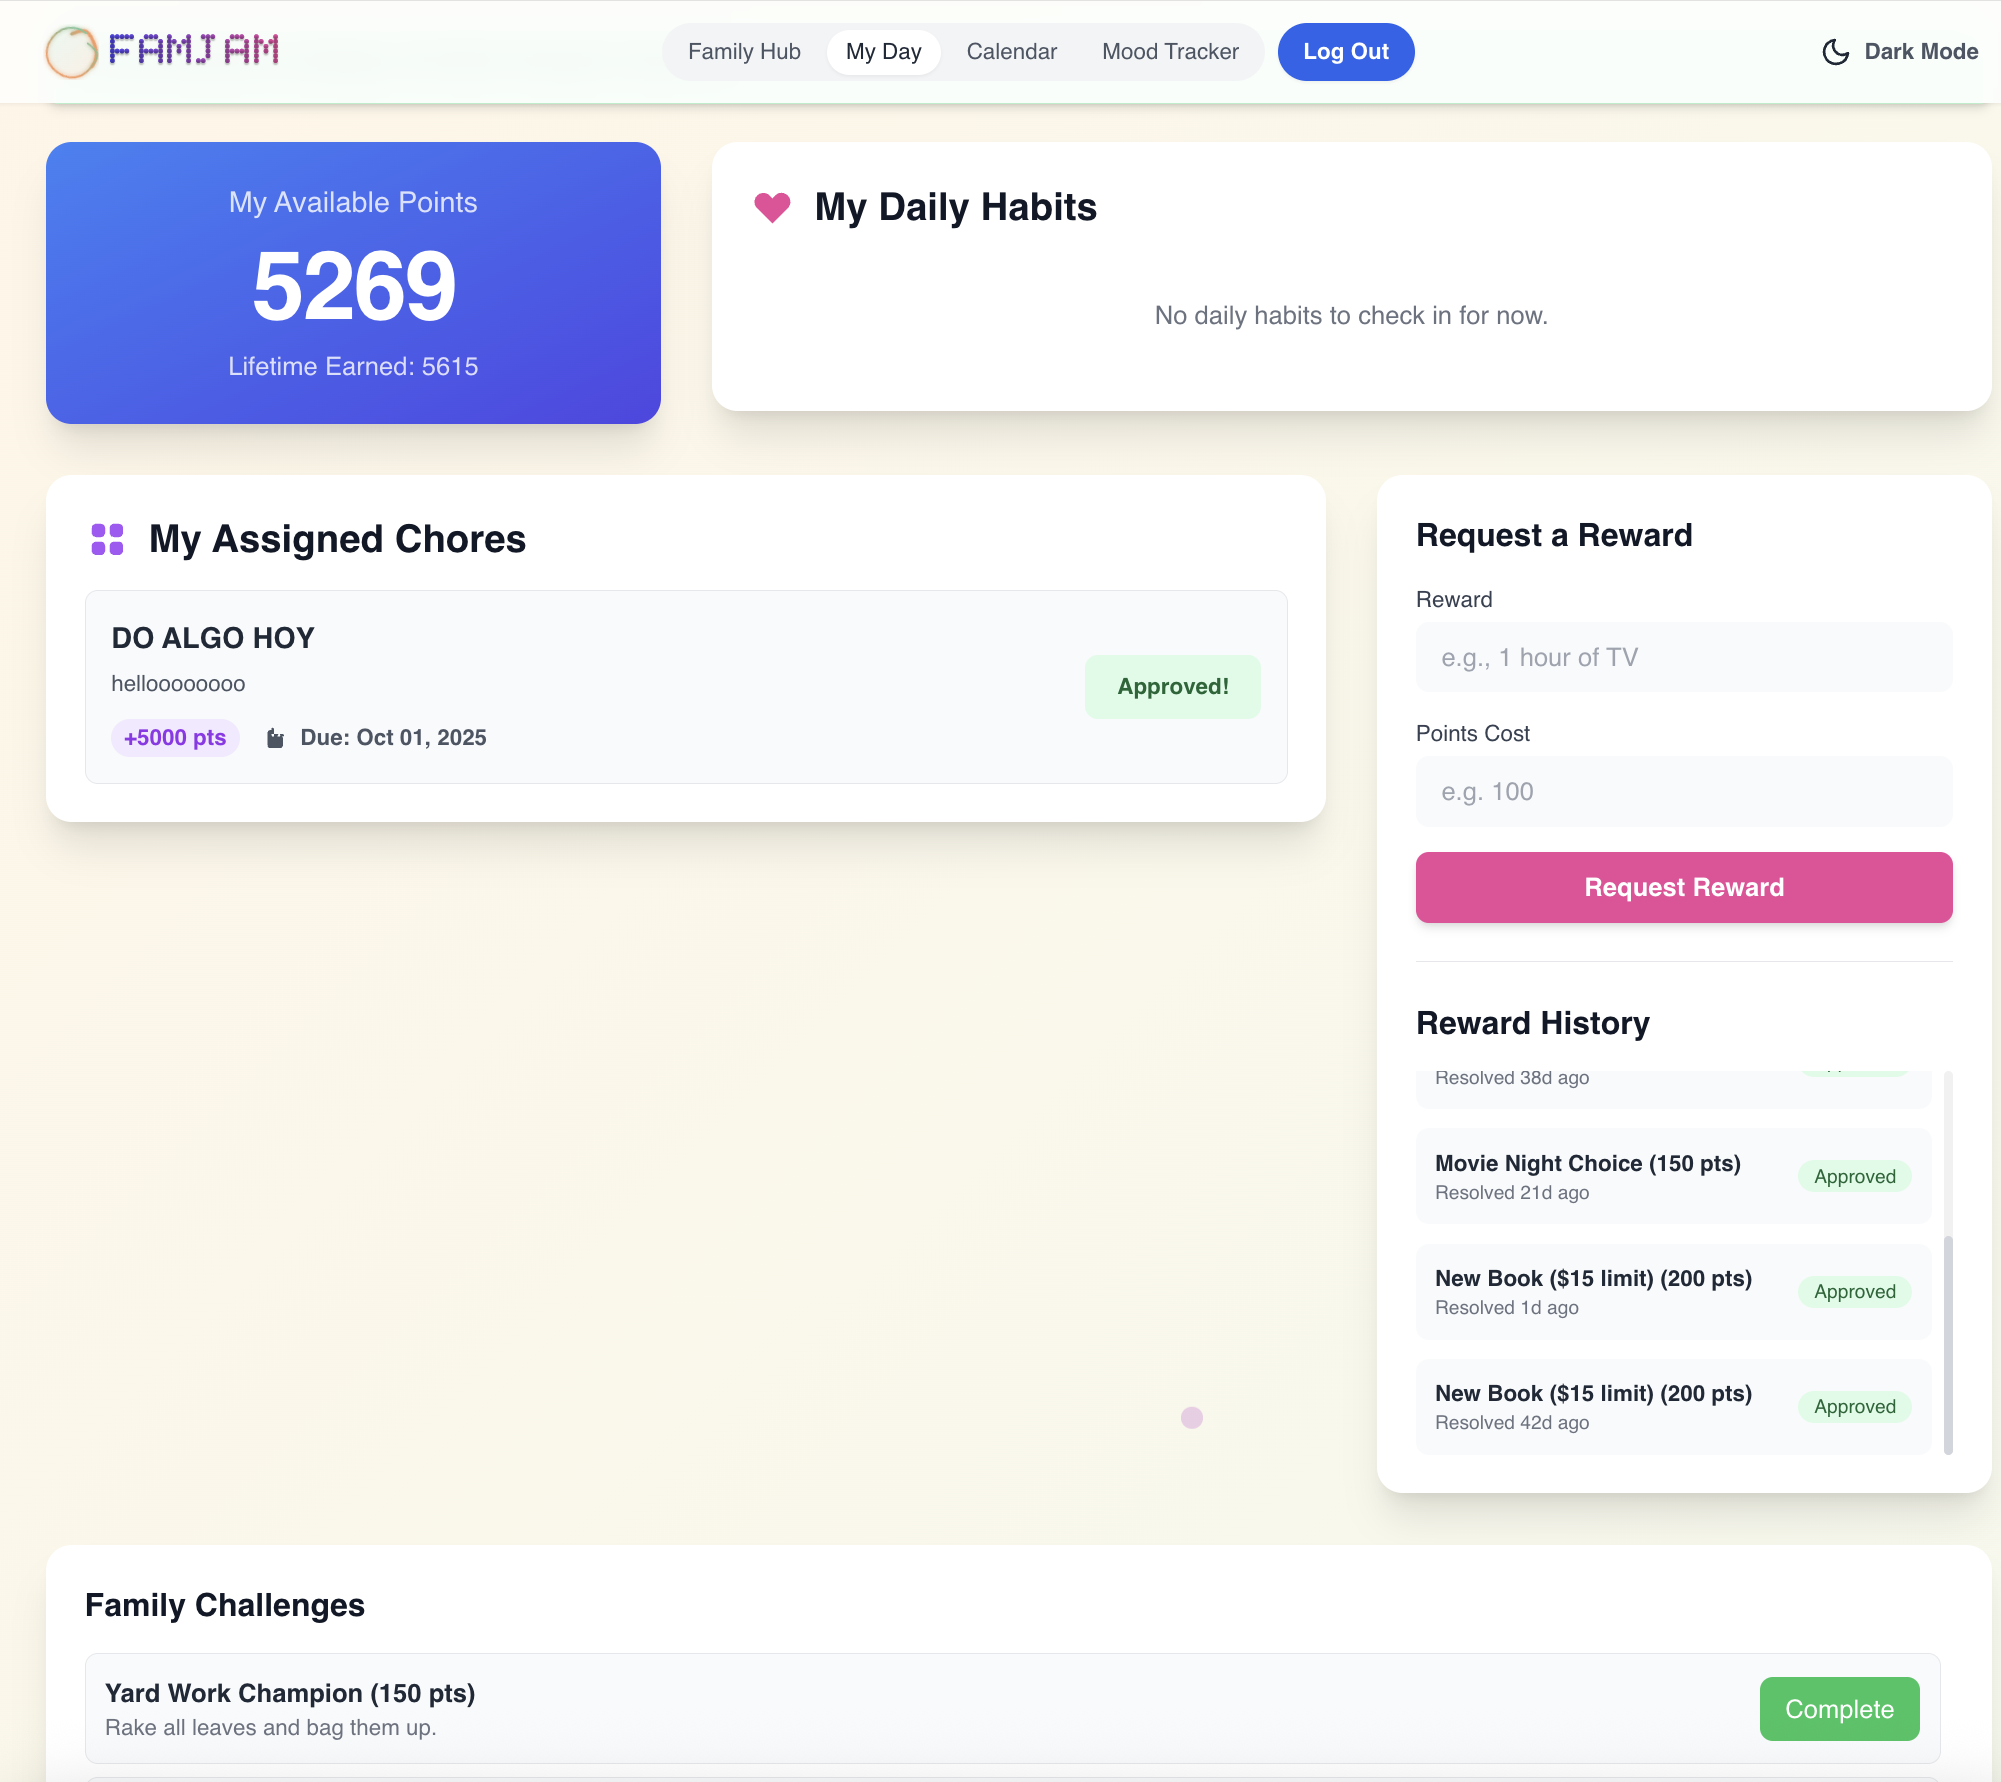 FAMJAM
Family Hub
My Day
Calendar
Mood Tracker
Log Out
Dark Mode
My Available Points
5269
Lifetime Earned: 5615
My Daily Habits
No daily habits to check in for now.
My Assigned Chores
DO ALGO HOY
helloooooooo
+5000 pts
Due: Oct 01, 2025
Approved!
Request a Reward
Reward
e.g., 1 hour of TV
Points Cost
e.g. 100
Request Reward
Reward History
Resolved 38d ago
Movie Night Choice (150 pts)
Resolved 21d ago
Approved
New Book ($15 limit) (200 pts)
Resolved 1d ago
Approved
New Book ($15 limit) (200 pts)
Resolved 42d ago
Approved
Family Challenges
Yard Work Champion (150 pts)
Rake all leaves and bag them up.
Complete